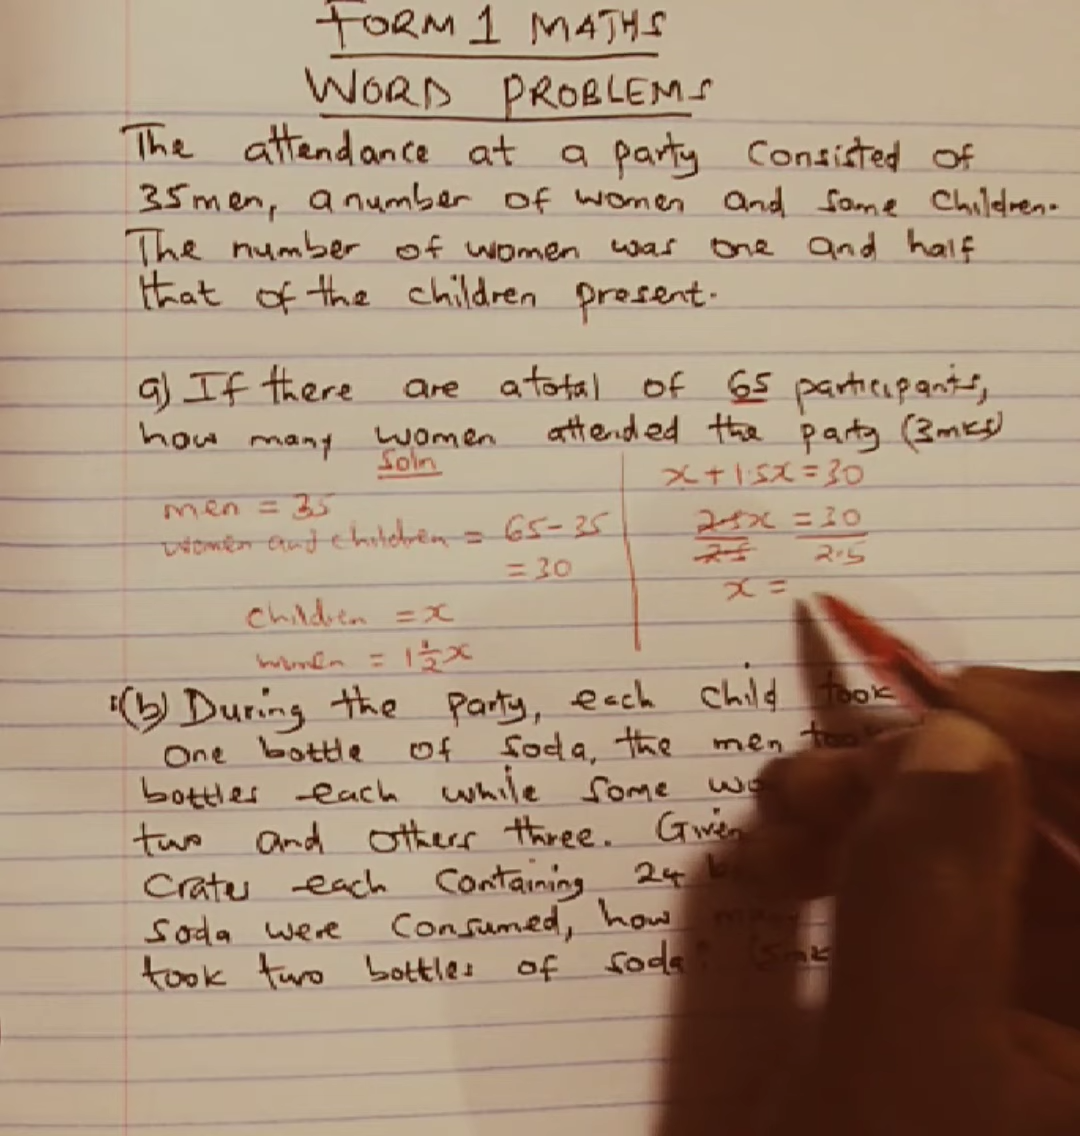 FORM 1 MATHS
WORD PROBLEMS
The attendance at a party Consisted of
35 men, a number of women and some children.
The number of women was one and half
that of the children present.
a) If there are a total of 65 participants,
how many women attended the party (3mks)
Soln
men = 35
women and children = 65 - 35
= 30
children = x
women = 1 1/2 x
x + 1.5x = 30
2.5x = 30
2.5 2.5
x =
(b) During the party, each child took
one bottle of soda, the men
bottles each while some
two and others three. Given
Crates each containing 24
soda were consumed, how
took two bottles of soda?